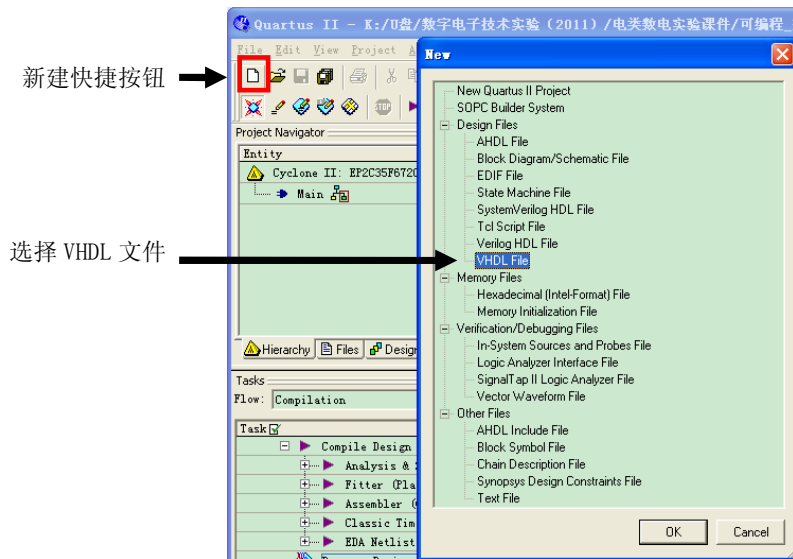 Quartus II - K:/U盘/数字电子技术实验（2011）/电类数电实验课件/可编程_
File Edit View Project
New
新建快捷按钮
Project Navigator
Entity
Cyclone II: EP2C35F672C
Main
选择 VHDL 文件
Hierarchy Files Design
Tasks
Flow: Compilation
Task
Compile Design
Analysis &
Fitter (Pla
Assembler (
Classic Tim
EDA Netlist
New Quartus II Project
SOPC Builder System
Design Files
AHDL File
Block Diagram/Schematic File
EDIF File
State Machine File
SystemVerilog HDL File
Tcl Script File
Verilog HDL File
VHDL File
Memory Files
Hexadecimal (Intel-Format) File
Memory Initialization File
Verification/Debugging Files
In-System Sources and Probes File
Logic Analyzer Interface File
SignalTap II Logic Analyzer File
Vector Waveform File
Other Files
AHDL Include File
Block Symbol File
Chain Description File
Synopsys Design Constraints File
Text File
OK Cancel